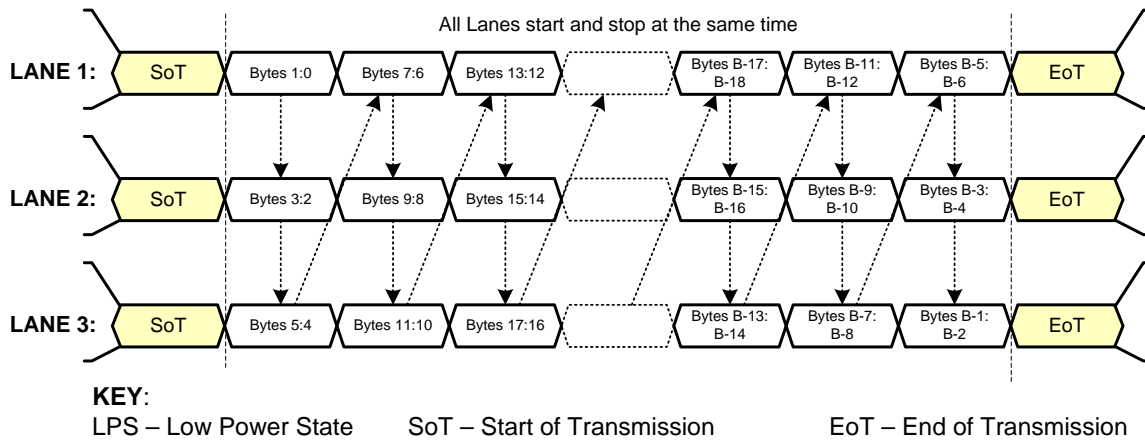 All Lanes start and stop at the same time
LANE 1:
SoT
Bytes 1:0
Bytes 7:6
Bytes 13:12
Bytes B-17:
B-18
Bytes B-11:
B-12
Bytes B-5:
B-6
EoT
LANE 2:
SoT
Bytes 3:2
Bytes 9:8
Bytes 15:14
Bytes B-15:
B-16
Bytes B-9:
B-10
Bytes B-3:
B-4
EoT
LANE 3:
SoT
Bytes 5:4
Bytes 11:10
Bytes 17:16
Bytes B-13:
B-14
Bytes B-7:
B-8
Bytes B-1:
B-2
EoT
KEY:
LPS – Low Power State SoT – Start of Transmission EoT – End of Transmission